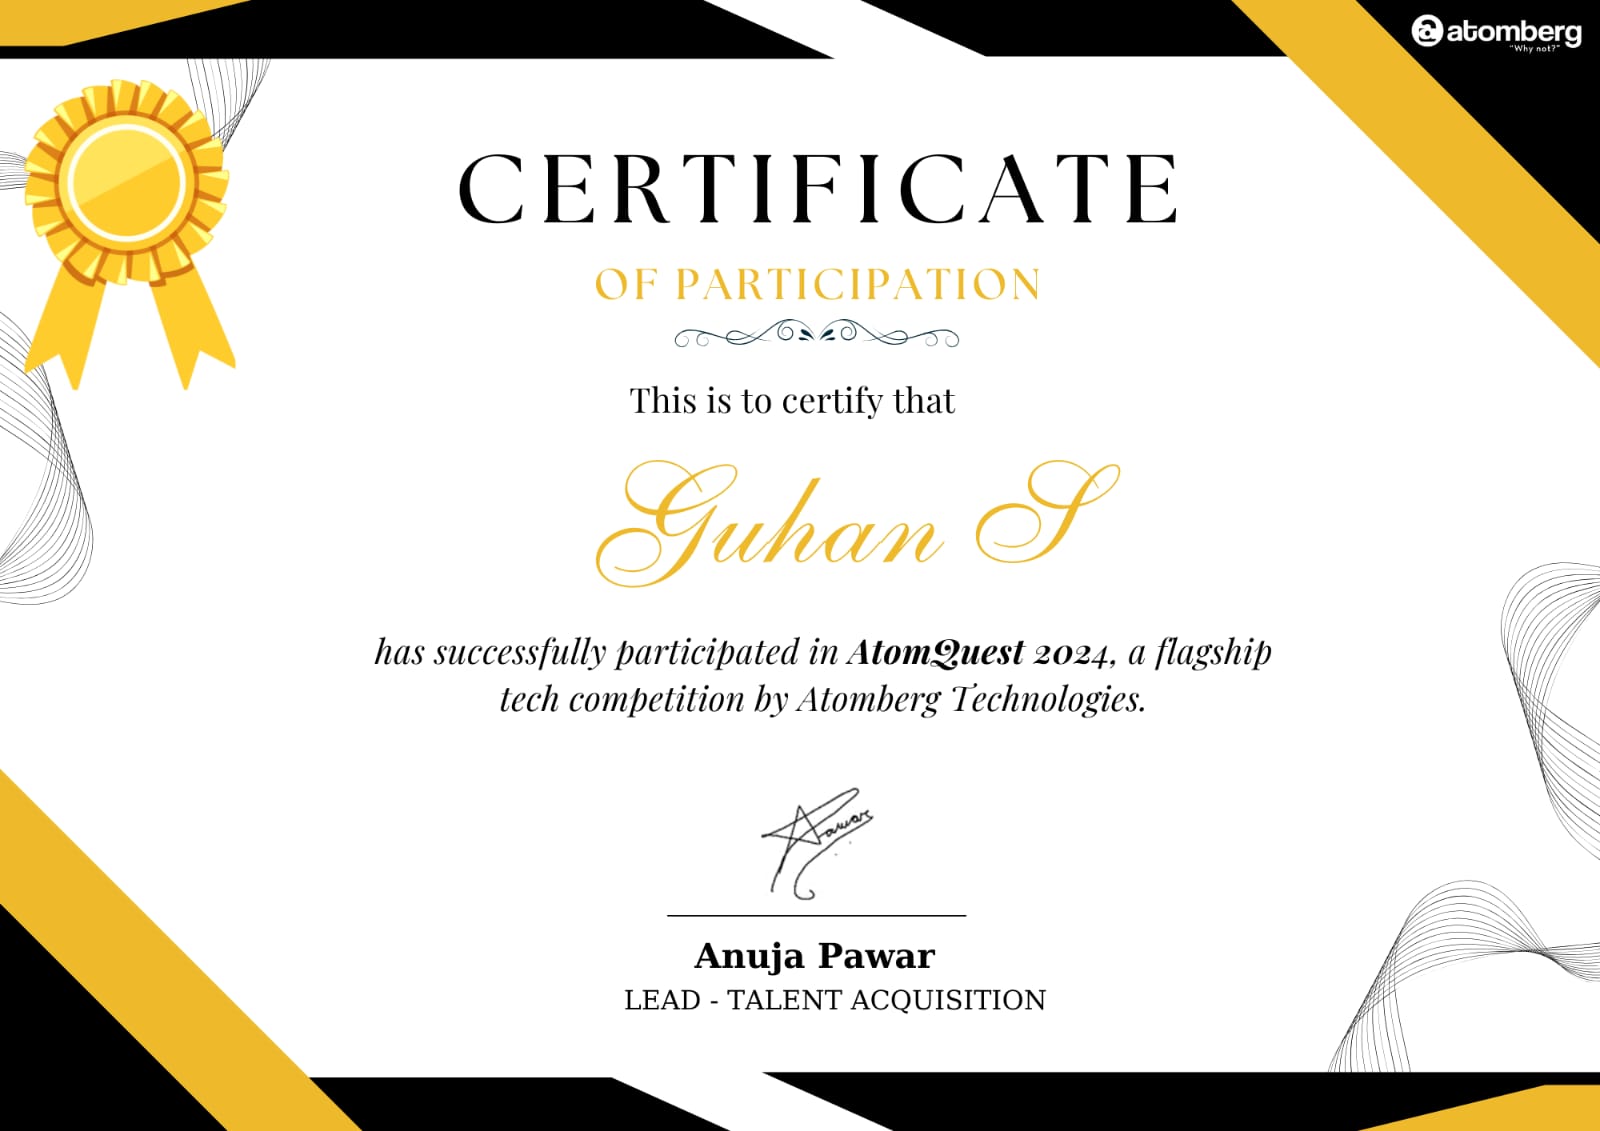 atomberg
"Why not?"
CERTIFICATE
OF PARTICIPATION
This is to certify that
Guhan S
has successfully participated in AtomQuest 2024, a flagship
tech competition by Atomberg Technologies.
Pawar
Anuja Pawar
LEAD - TALENT ACQUISITION